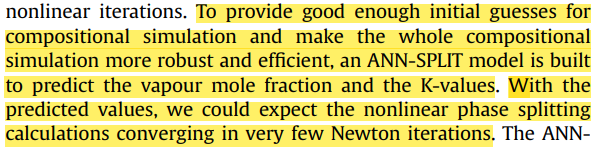 nonlinear iterations. To provide good enough initial guesses for
compositional simulation and make the whole compositional
simulation more robust and efficient, an ANN-SPLIT model is built
to predict the vapour mole fraction and the K-values. With the
predicted values, we could expect the nonlinear phase splitting
calculations converging in very few Newton iterations. The ANN-